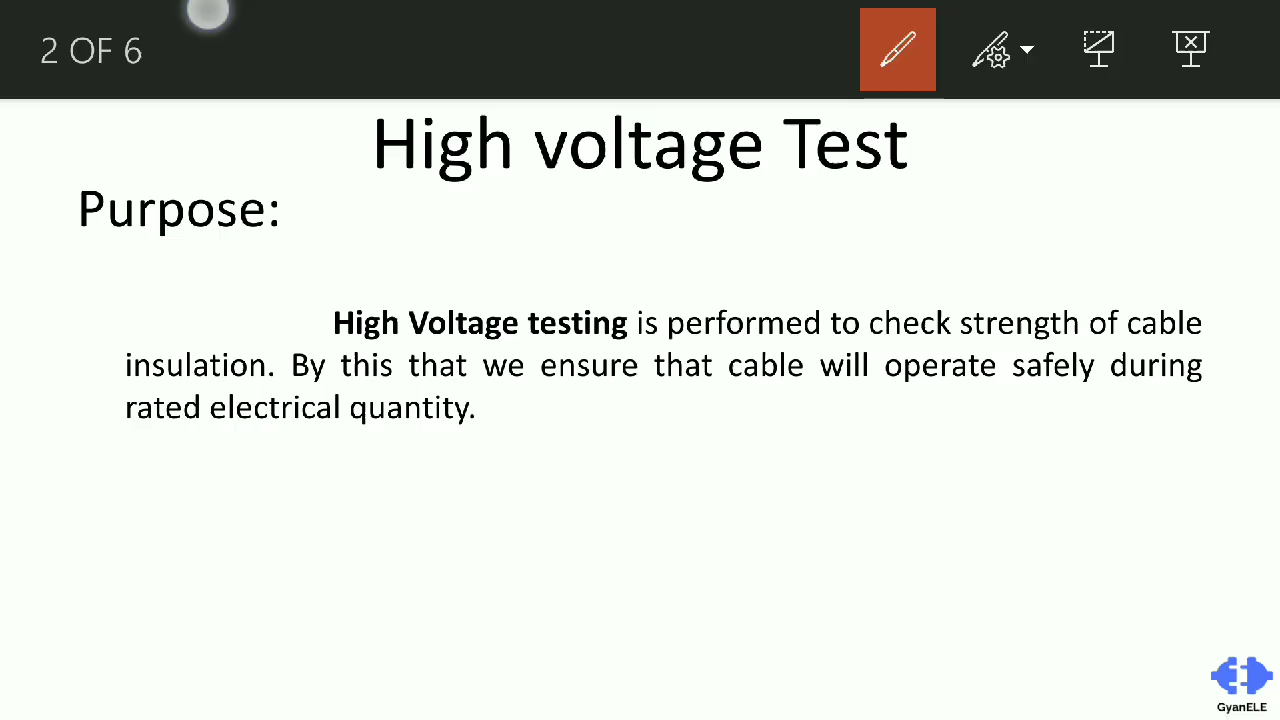 2 OF 6
High voltage Test
Purpose:
High Voltage testing is performed to check strength of cable
insulation. By this that we ensure that cable will operate safely during
rated electrical quantity.
GyanELE